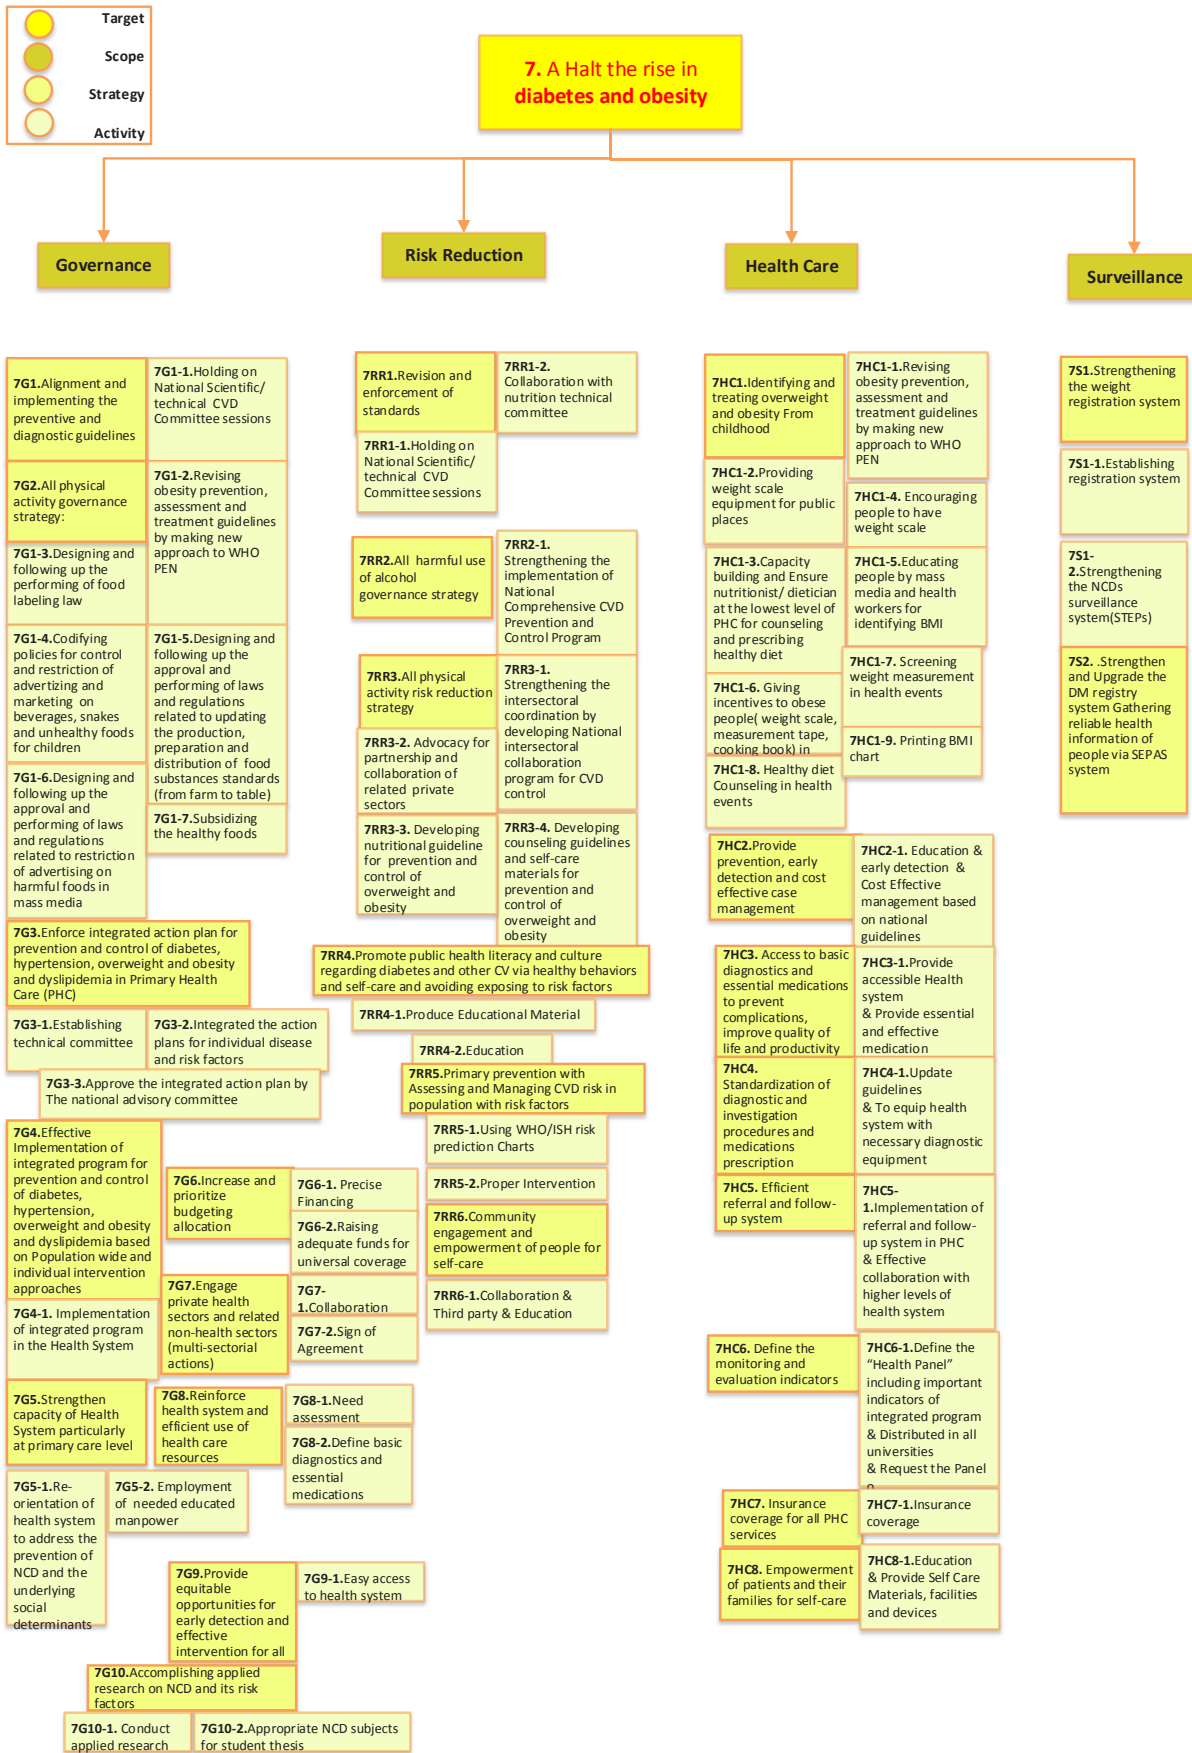 Target
Scope
Strategy
Activity
7. A Halt the rise in
diabetes and obesity
Governance
Risk Reduction
Health Care
Surveillance
7G1.Alignment and
implementing the
preventive and
diagnostic guidelines
7G1-1.Holding on
National Scientific/
technical CVD
Committee sessions
7G2.All physical
activity governance
strategy:
7G1-2.Revising
obesity prevention,
assessment and
treatment guidelines
by making new
approach to WHO
PEN
7G1-3.Designing and
following up the
performing of food
labeling law
7G1-4.Codifying
policies for control
and restriction of
advertizing and
marketing on
beverages, snakes
and unhealthy foods
for children
7G1-5.Designing and
following up the
approval and
performing of laws
and regulations
related to updating
the production,
preparation and
distribution of food
substances standards
(from farm to table)
7G1-6.Designing and
following up the
approval and
performing of laws
and regulations
related to restriction
of advertising on
harmful foods in
mass media
7G1-7.Subsidizing
the healthy foods
7G3.Enforce integrated action plan for
prevention and control of diabetes,
hypertension, overweight and obesity
and dyslipidemia in Primary Health
Care (PHC)
7G3-1.Establishing
technical committee
7G3-2.Integrated the action
plans for individual disease
and risk factors
7G3-3.Approve the integrated action plan by
The national advisory committee
7G4.Effective
Implementation of
integrated program for
prevention and control
of diabetes,
hypertension,
overweight and obesity
and dyslipidemia based
on Population wide and
individual intervention
approaches
7G4-1. Implementation
of integrated program
in the Health System
7G6.Increase and
prioritize
budgeting
allocation
7G6-1. Precise
Financing
7G6-2.Raising
adequate funds for
universal coverage
7G7.Engage
private health
sectors and related
non-health sectors
(multi-sectorial
actions)
7G7-
1.Collaboration
7G7-2.Sign of
Agreement
7G5.Strengthen
capacity of Health
System particularly
at primary care level
7G8.Reinforce
health system and
efficient use of
health care
resources
7G8-1.Need
assessment
7G8-2.Define basic
diagnostics and
essential
medications
7G5-1.Re-
orientation of
health system
to address the
prevention of
NCD and the
underlying
social
determinants
7G5-2. Employment
of needed educated
manpower
7G9.Provide
equitable
opportunities for
early detection and
effective
intervention for all
7G9-1.Easy access
to health system
7G10.Accomplishing applied
research on NCD and its risk
factors
7G10-1. Conduct
applied research
7G10-2.Appropriate NCD subjects
for student thesis
7RR1.Revision and
enforcement of
standards
7RR1-2.
Collaboration with
nutrition technical
committee
7RR1-1.Holding on
National Scientific/
technical CVD
Committee sessions
7RR2.All harmful use
of alcohol
governance strategy
7RR2-1.
Strengthening the
implementation of
National
Comprehensive CVD
Prevention and
Control Program
7RR3.All physical
activity risk reduction
strategy
7RR3-1.
Strengthening the
intersectoral
coordination by
developing National
intersectoral
collaboration
program for CVD
control
7RR3-2. Advocacy for
partnership and
collaboration of
related private
sectors
7RR3-3. Developing
nutritional guideline
for prevention and
control of
overweight and
obesity
7RR3-4. Developing
counseling guidelines
and self-care
materials for
prevention and
control of
overweight and
obesity
7RR4.Promote public health literacy and culture
regarding diabetes and other CV via healthy behaviors
and self-care and avoiding exposing to risk factors
7RR4-1.Produce Educational Material
7RR4-2.Education
7RR5.Primary prevention with
Assessing and Managing CVD risk in
population with risk factors
7RR5-1.Using WHO/ISH risk
prediction Charts
7RR5-2.Proper Intervention
7RR6.Community
engagement and
empowerment of people for
self-care
7RR6-1.Collaboration &
Third party & Education
7HC1.Identifying and
treating overweight
and obesity From
childhood
7HC1-1.Revising
obesity prevention,
assessment and
treatment guidelines
by making new
approach to WHO
PEN
7HC1-2.Providing
weight scale
equipment for public
places
7HC1-4. Encouraging
people to have
weight scale
7HC1-3.Capacity
building and Ensure
nutritionist/ dietician
at the lowest level of
PHC for counseling
and prescribing
healthy diet
7HC1-5.Educating
people by mass
media and health
workers for
identifying BMI
7HC1-6. Giving
incentives to obese
people( weight scale,
measurement tape,
cooking book) in
7HC1-7. Screening
weight measurement
in health events
7HC1-9. Printing BMI
chart
7HC1-8. Healthy diet
Counseling in health
events
7HC2.Provide
prevention, early
detection and cost
effective case
management
7HC2-1. Education &
early detection &
Cost Effective
management based
on national
guidelines
7HC3. Access to basic
diagnostics and
essential medications
to prevent
complications,
improve quality of
life and productivity
7HC3-1.Provide
accessible Health
system
& Provide essential
and effective
medication
7HC4.
Standardization of
diagnostic and
investigation
procedures and
medications
prescription
7HC4-1.Update
guidelines
& To equip health
system with
necessary diagnostic
equipment
7HC5. Efficient
referral and follow-
up system
7HC5-
1.Implementation of
referral and follow-
up system in PHC
& Effective
collaboration with
higher levels of
health system
7HC6. Define the
monitoring and
evaluation indicators
7HC6-1.Define the
“Health Panel”
including important
indicators of
integrated program
& Distributed in all
universities
& Request the Panel
7HC7. Insurance
coverage for all PHC
services
7HC7-1.Insurance
coverage
7HC8. Empowerment
of patients and their
families for self-care
7HC8-1.Education
& Provide Self Care
Materials, facilities
and devices
7S1.Strengthening
the weight
registration system
7S1-1.Establishing
registration system
7S1-
2.Strengthening
the NCDs
surveillance
system(STEPs)
7S2. .Strengthen
and Upgrade the
DM registry
system Gathering
reliable health
information of
people via SEPAS
system